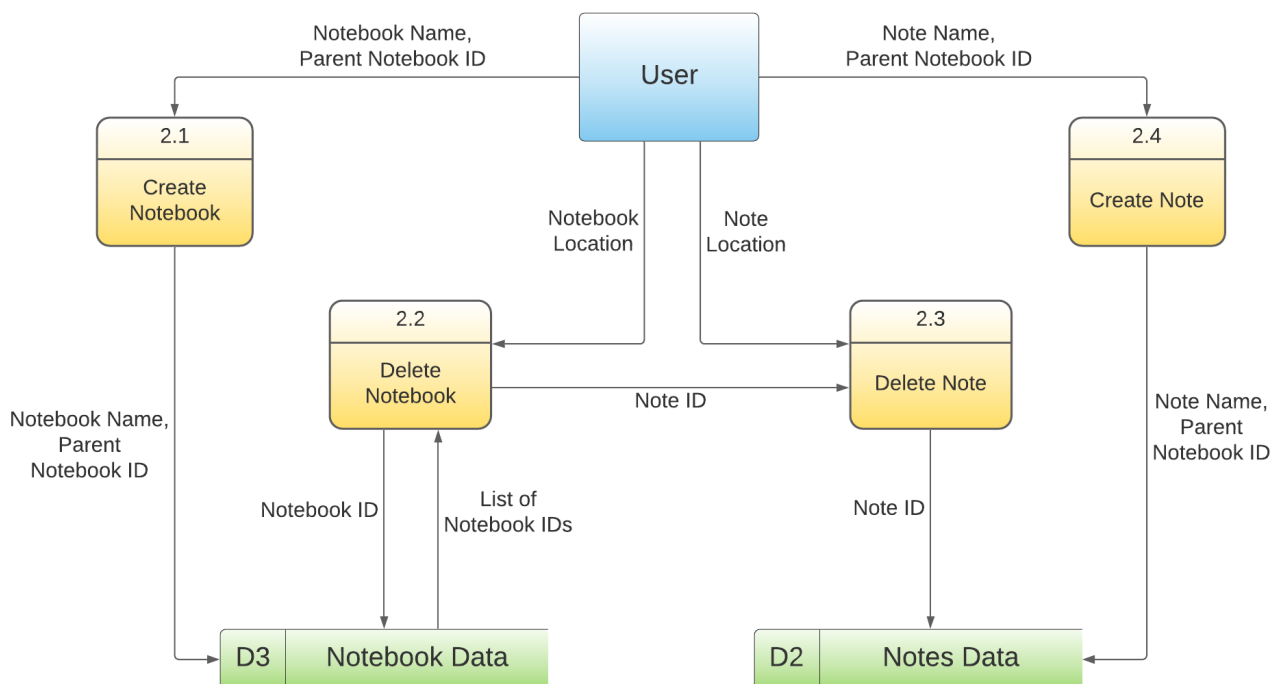 Notebook Name,
Parent Notebook ID
User
Note Name,
Parent Notebook ID
2.1
Create
Notebook
2.4
Create Note
Notebook
Location
Note
Location
2.2
Delete
Notebook
2.3
Delete Note
Note ID
Notebook Name,
Parent
Notebook ID
Note Name,
Parent
Notebook ID
Notebook ID
List of
Notebook IDs
Note ID
D3
Notebook Data
D2
Notes Data